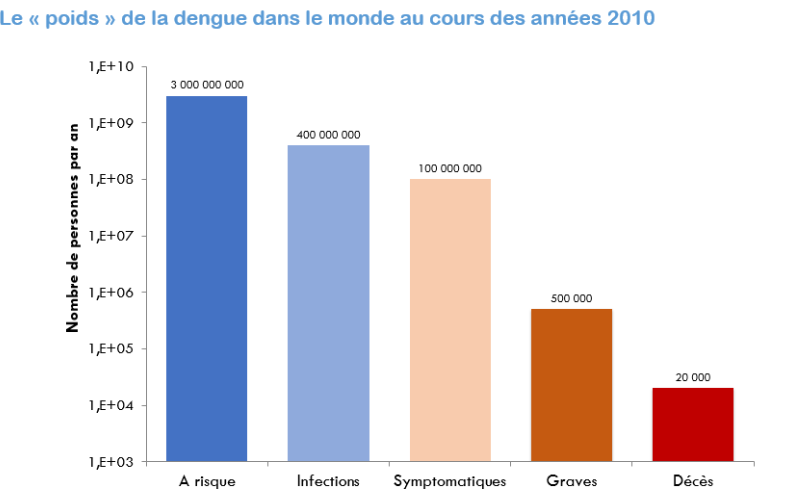 Le « poids » de la dengue dans le monde au cours des années 2010
Nombre de personnes par an
1,E+10
1,E+09
1,E+08
1,E+07
1,E+06
1,E+05
1,E+04
1,E+03
3 000 000 000
400 000 000
100 000 000
500 000
20 000
A risque
Infections
Symptomatiques
Graves
Décès